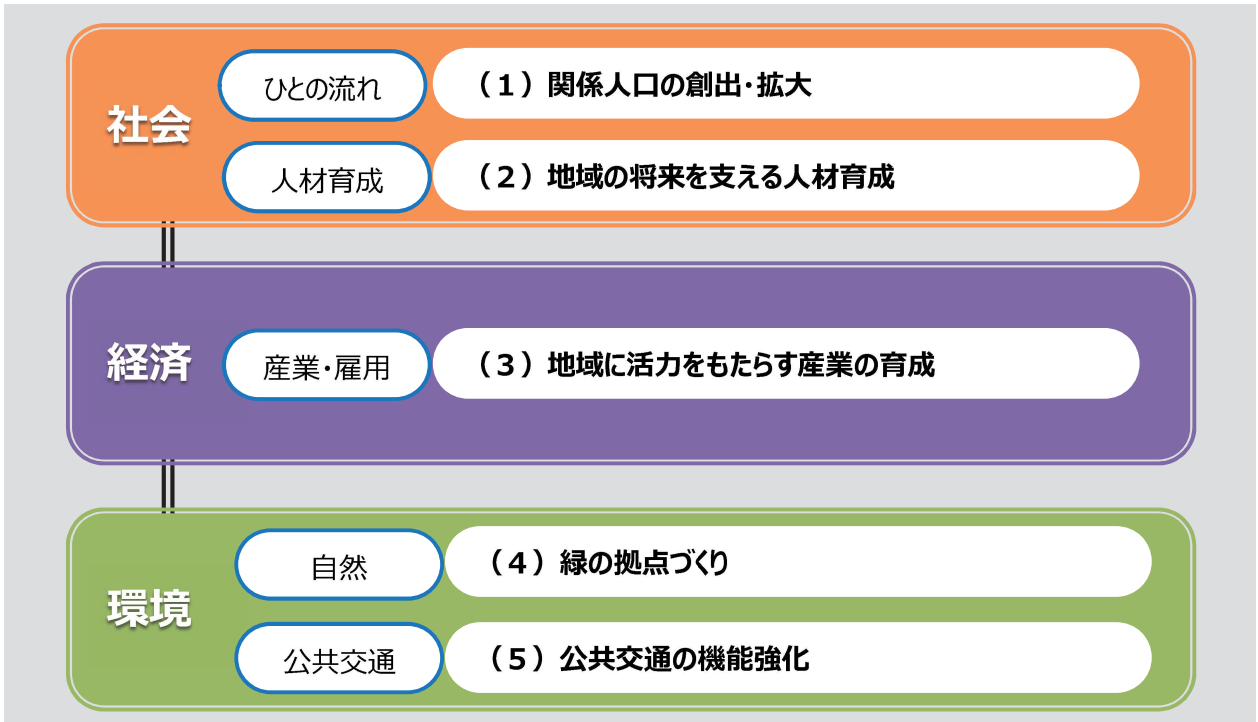 社会
ひとの流れ
（１）関係人口の創出・拡大
人材育成
（２）地域の将来を支える人材育成
経済
産業・雇用
（３）地域に活力をもたらす産業の育成
環境
自然
（４）緑の拠点づくり
公共交通
（５）公共交通の機能強化